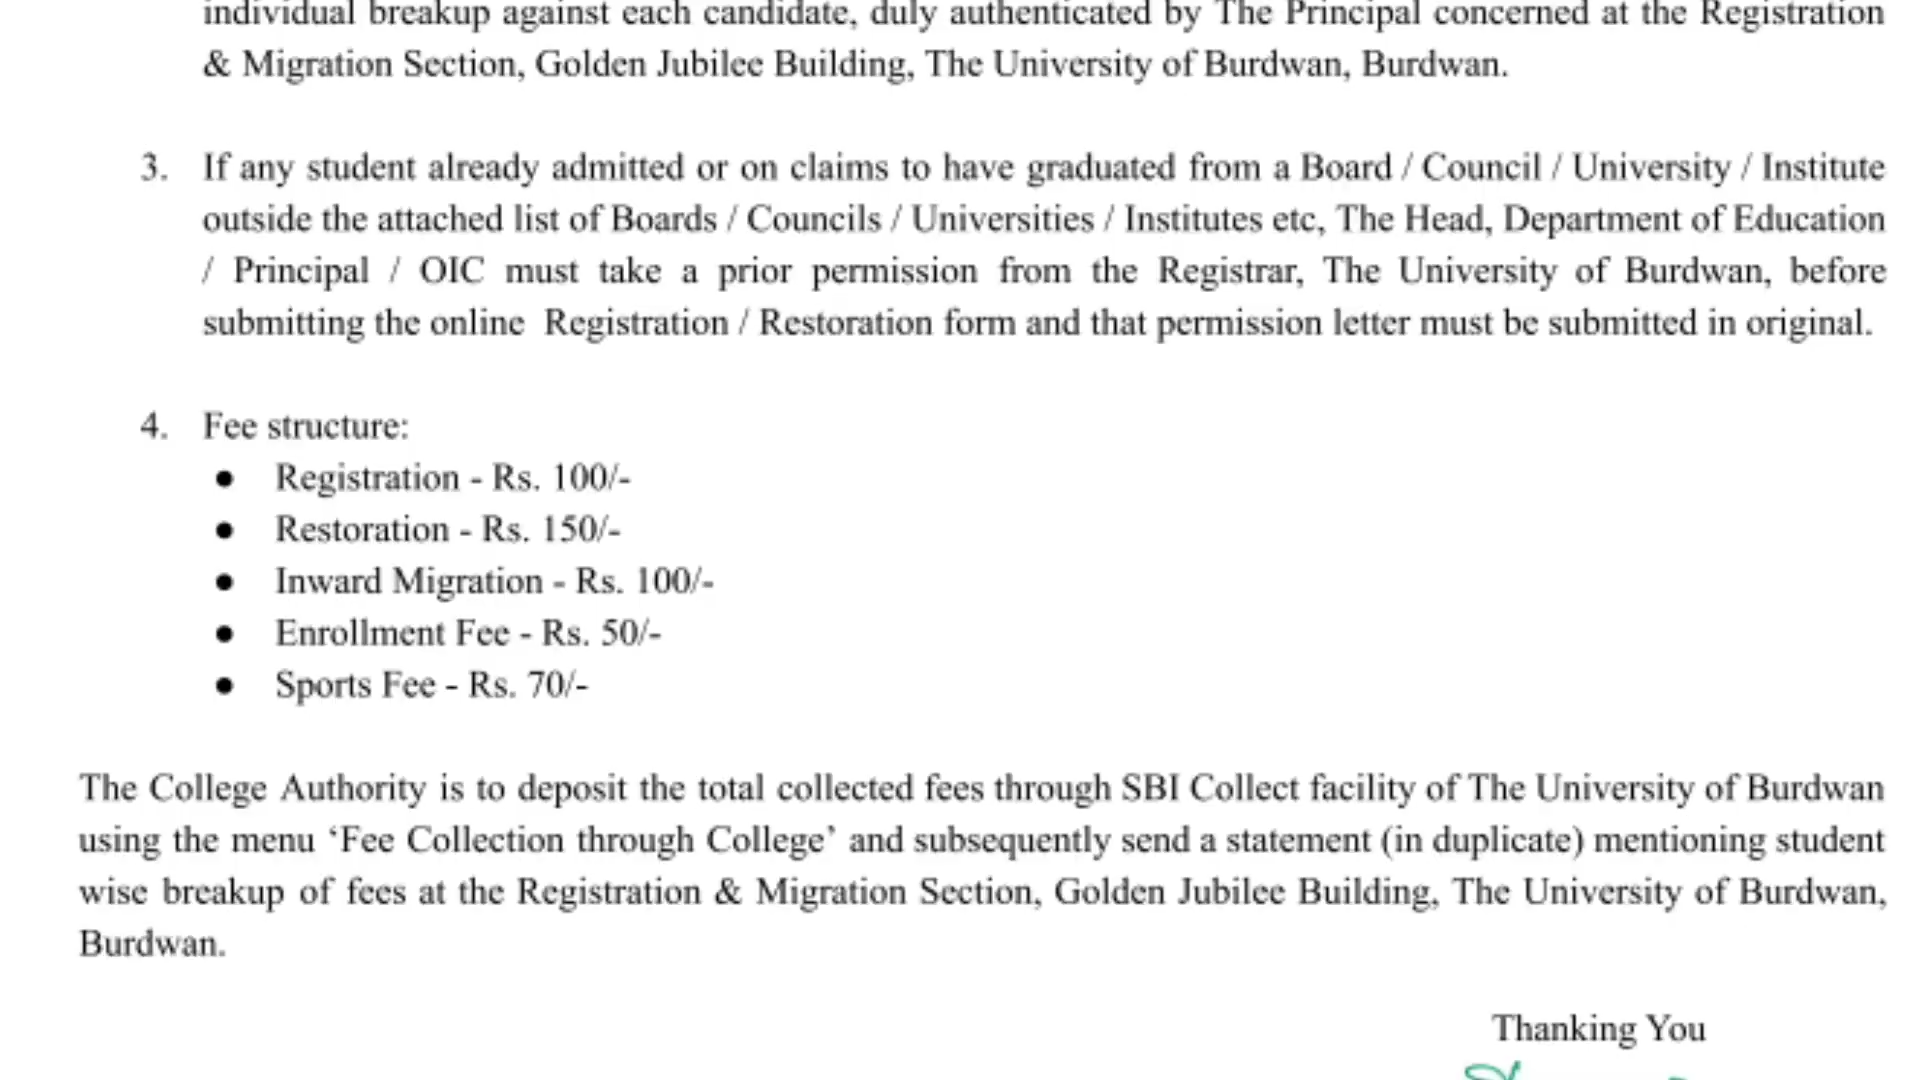 individual breakup against each candidate, duly authenticated by The Principal concerned at the Registration
& Migration Section, Golden Jubilee Building, The University of Burdwan, Burdwan.
3. If any student already admitted or on claims to have graduated from a Board / Council / University / Institute
outside the attached list of Boards / Councils / Universities / Institutes etc, The Head, Department of Education
/ Principal / OIC must take a prior permission from the Registrar, The University of Burdwan, before
submitting the online Registration / Restoration form and that permission letter must be submitted in original.
4. Fee structure:
● Registration - Rs. 100/-
● Restoration - Rs. 150/-
● Inward Migration - Rs. 100/-
● Enrollment Fee - Rs. 50/-
● Sports Fee - Rs. 70/-
The College Authority is to deposit the total collected fees through SBI Collect facility of The University of Burdwan
using the menu ‘Fee Collection through College’ and subsequently send a statement (in duplicate) mentioning student
wise breakup of fees at the Registration & Migration Section, Golden Jubilee Building, The University of Burdwan,
Burdwan.
Thanking You